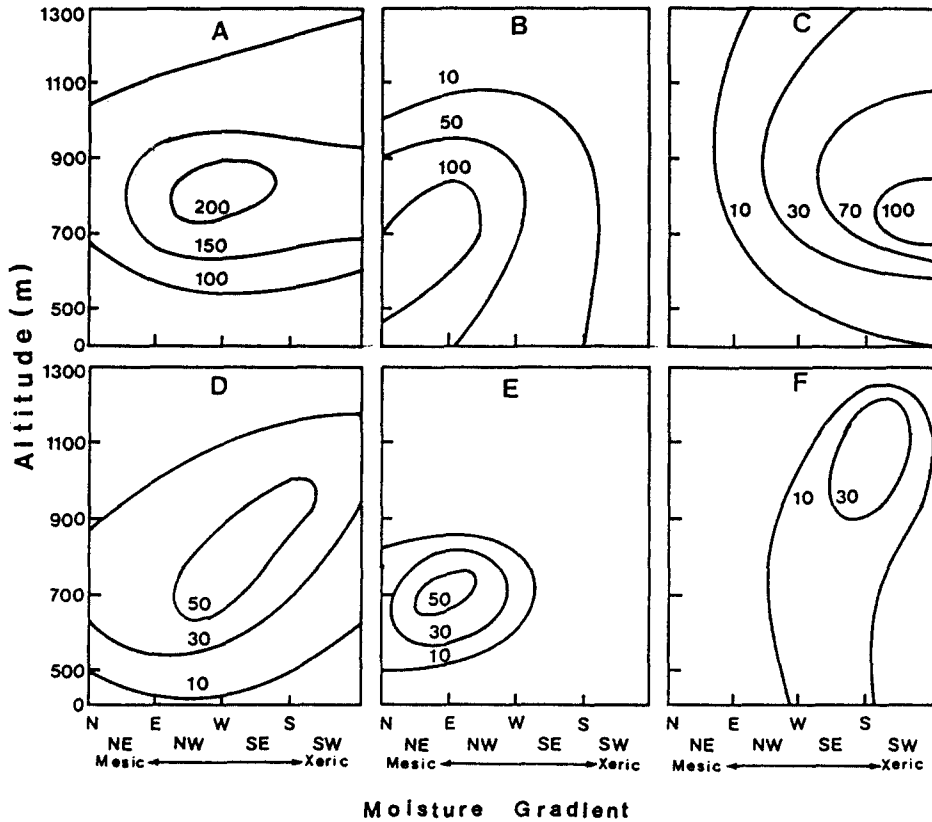 1300
A
B
C
1100
10
50
900
100
200
10
30
70
100
700
150
100
500
0
Altitude (m)
1300
D
E
F
1100
10
30
900
700
50
50
30
30
10
10
500
0
N E W S
N E W S
N E W S
NE NW SE SW
NE NW SE SW
NE NW SE SW
Mesic Xeric
Mesic Xeric
Mesic Xeric
Moisture Gradient